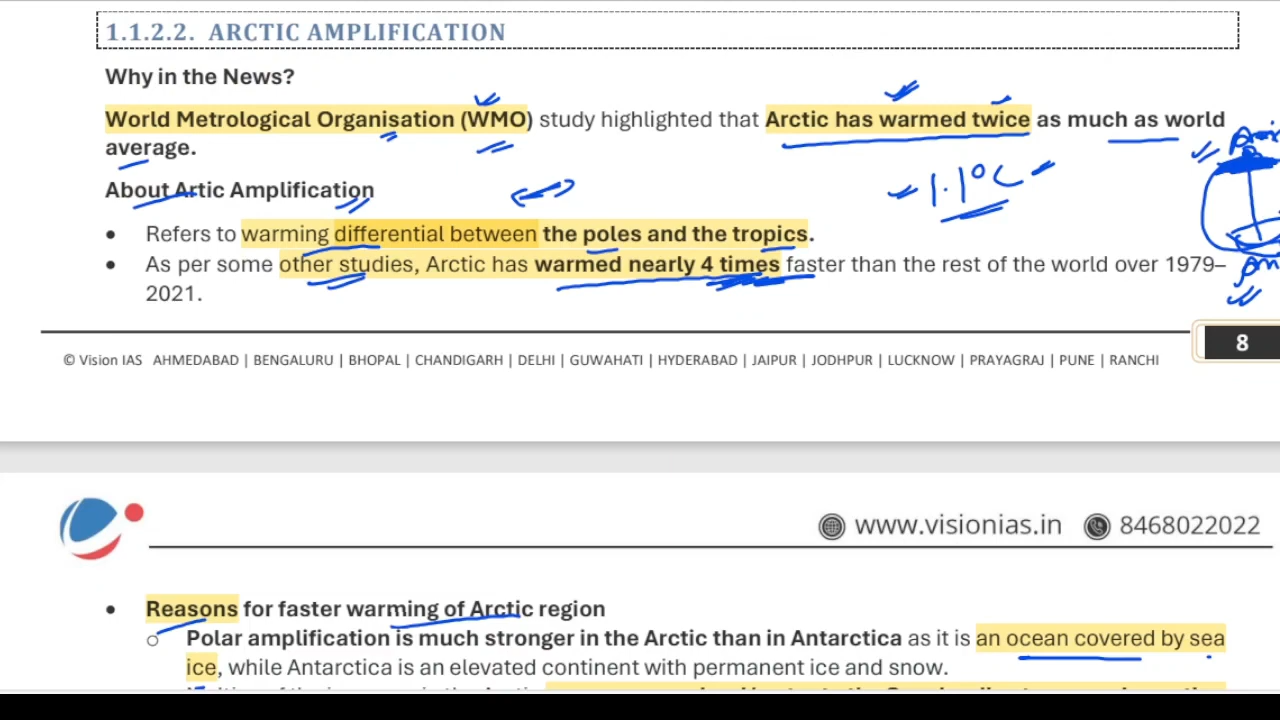 1.1.2.2. ARCTIC AMPLIFICATION
Why in the News?
World Metrological Organisation (WMO) study highlighted that Arctic has warmed twice as much as world
average.
1.1°C
About Artic Amplification
• Refers to warming differential between the poles and the tropics.
• As per some other studies, Arctic has warmed nearly 4 times faster than the rest of the world over 1979–
2021.
8
© Vision IAS AHMEDABAD | BENGALURU | BHOPAL | CHANDIGARH | DELHI | GUWAHATI | HYDERABAD | JAIPUR | JODHPUR | LUCKNOW | PRAYAGRAJ | PUNE | RANCHI
www.visionias.in 8468022022
• Reasons for faster warming of Arctic region
o Polar amplification is much stronger in the Arctic than in Antarctica as it is an ocean covered by sea
ice, while Antarctica is an elevated continent with permanent ice and snow.